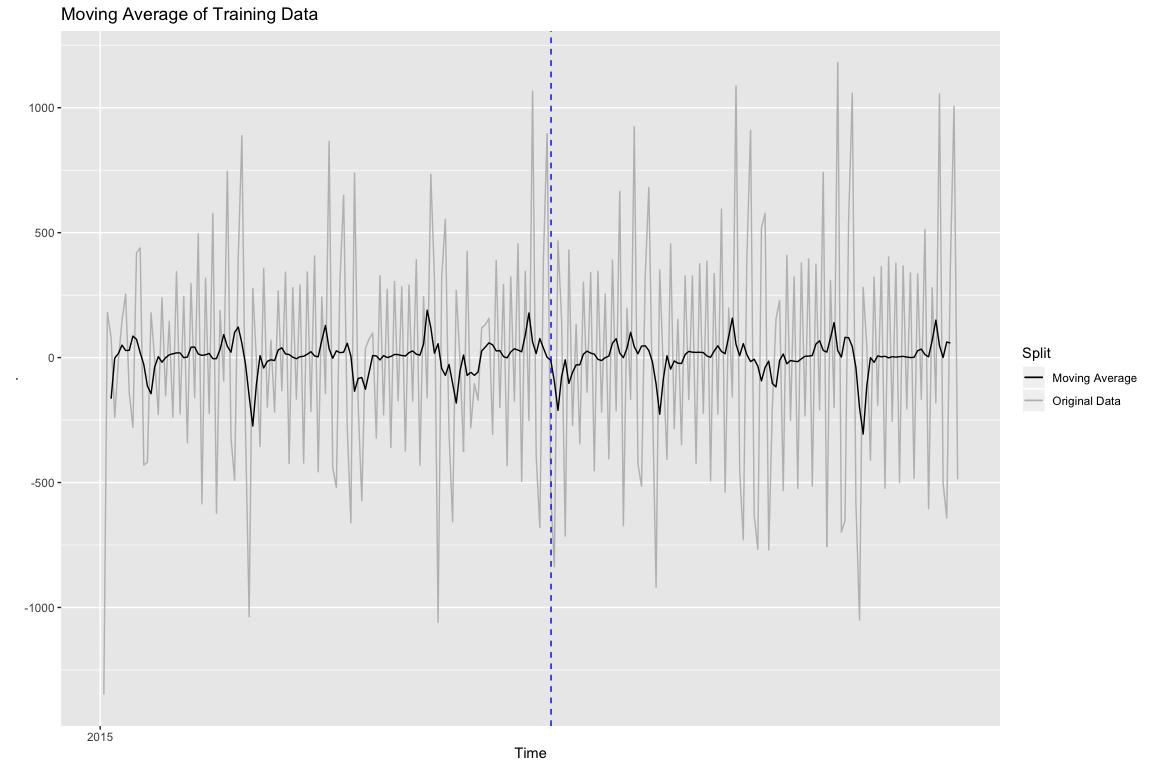 Moving Average of Training Data
1000
500
0
-500
-1000
.
2015
Time
Split
Moving Average
Original Data